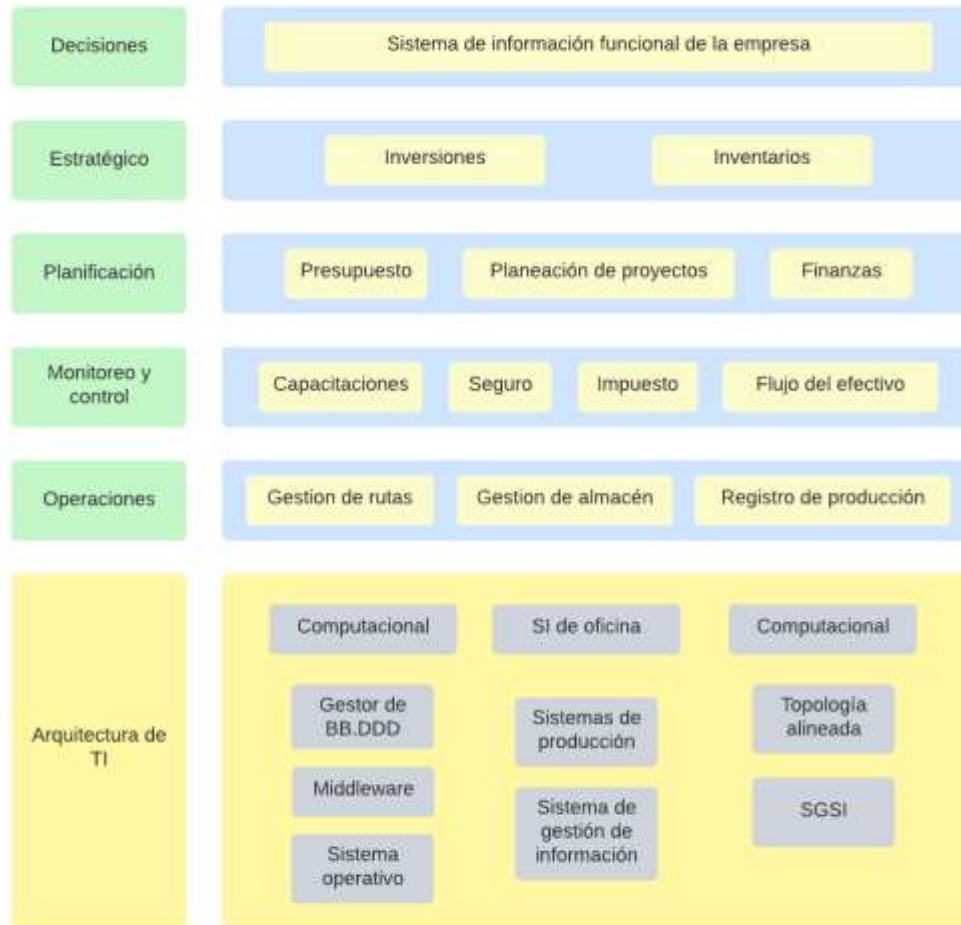 Decisiones
Sistema de información funcional de la empresa
Estratégico
Inversiones
Inventarios
Planificación
Presupuesto
Planeación de proyectos
Finanzas
Monitoreo y
control
Capacitaciones
Seguro
Impuesto
Flujo del efectivo
Operaciones
Gestion de rutas
Gestion de almacén
Registro de producción
Arquitectura de
TI
Computacional
Gestor de
BB.DDD
Middleware
Sistema
operativo
SI de oficina
Sistemas de
producción
Sistema de
gestión de
información
Computacional
Topología
alineada
SGSI